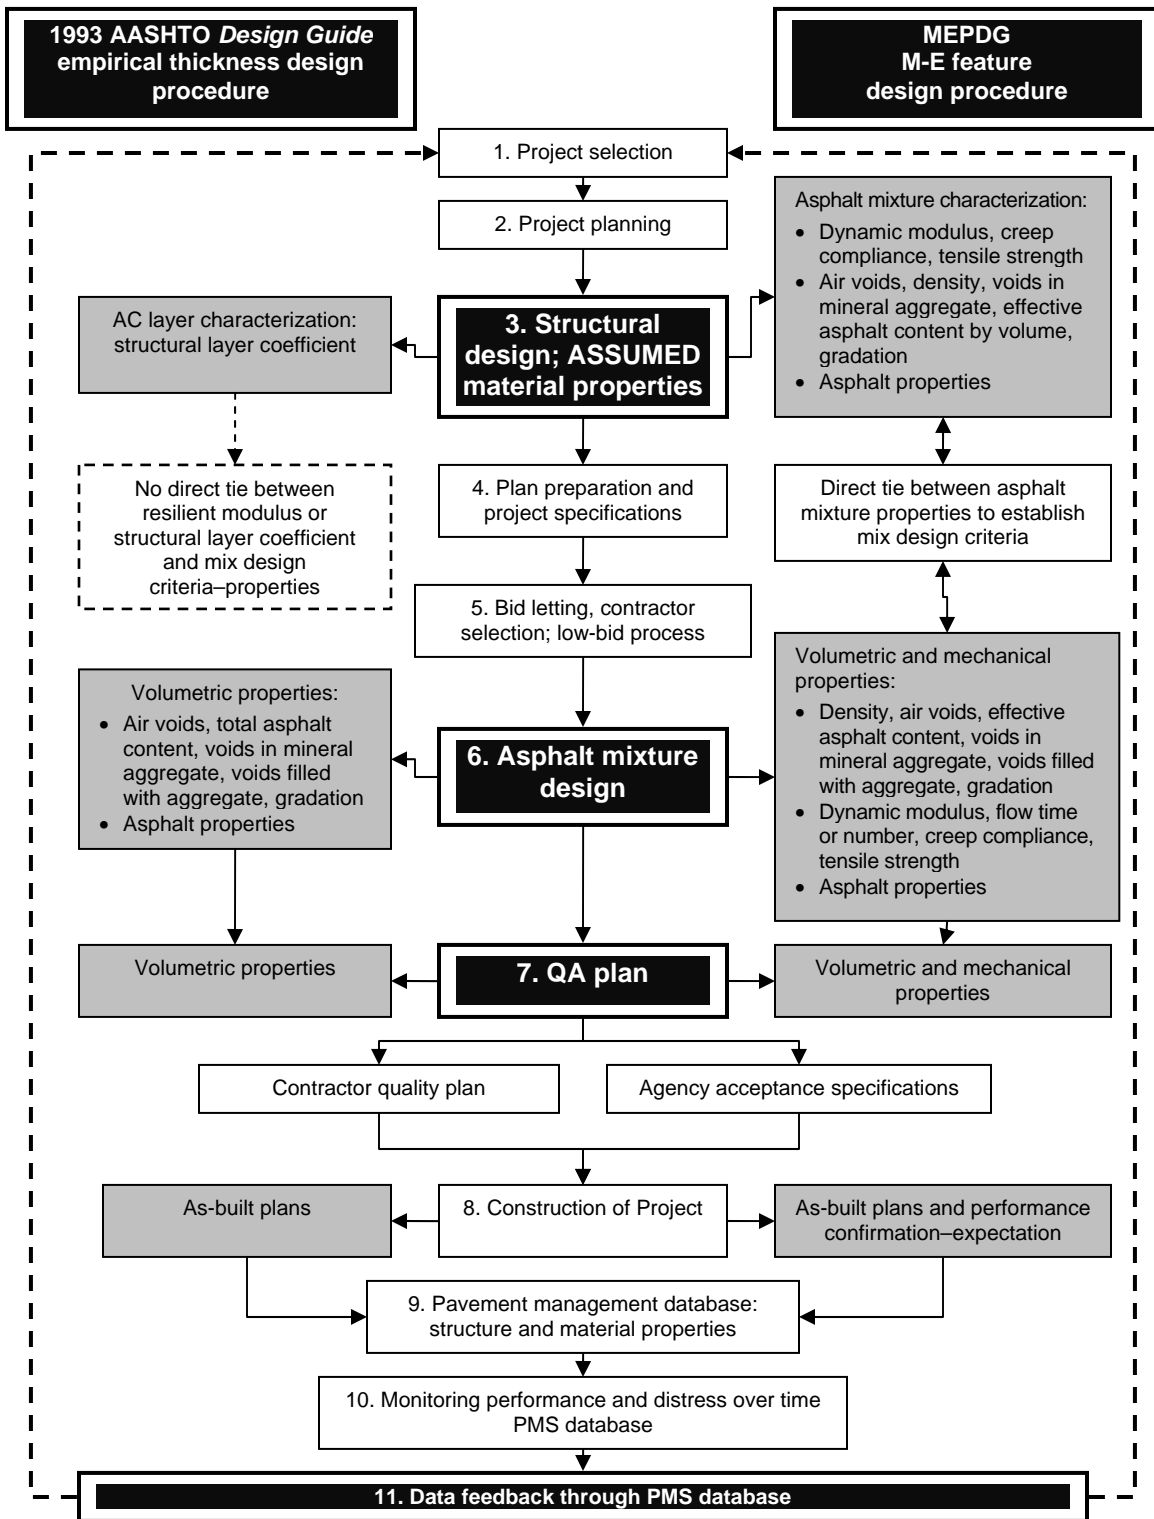 1993 AASHTO Design Guide
empirical thickness design
procedure
MEPDG
M-E feature
design procedure
1. Project selection
2. Project planning
Asphalt mixture characterization:
• Dynamic modulus, creep
compliance, tensile strength
• Air voids, density, voids in
mineral aggregate, effective
asphalt content by volume,
gradation
• Asphalt properties
AC layer characterization:
structural layer coefficient
3. Structural
design; ASSUMED
material properties
No direct tie between
resilient modulus or
structural layer coefficient
and mix design
criteria–properties
4. Plan preparation and
project specifications
Direct tie between asphalt
mixture properties to establish
mix design criteria
5. Bid letting, contractor
selection; low-bid process
Volumetric properties:
• Air voids, total asphalt
content, voids in mineral
aggregate, voids filled
with aggregate, gradation
• Asphalt properties
6. Asphalt mixture
design
Volumetric and mechanical
properties:
• Density, air voids, effective
asphalt content, voids in
mineral aggregate, voids filled
with aggregate, gradation
• Dynamic modulus, flow time
or number, creep compliance,
tensile strength
• Asphalt properties
Volumetric properties
7. QA plan
Volumetric and mechanical
properties
Contractor quality plan
Agency acceptance specifications
As-built plans
8. Construction of Project
As-built plans and performance
confirmation–expectation
9. Pavement management database:
structure and material properties
10. Monitoring performance and distress over time
PMS database
11. Data feedback through PMS database